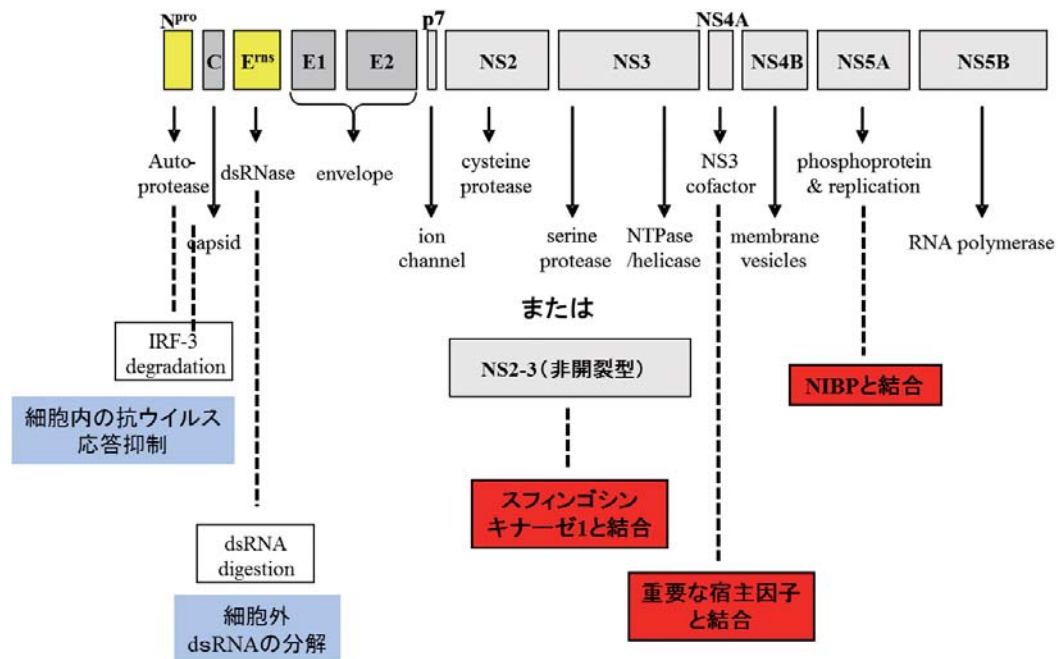 Npro
C
Erns
E1
E2
p7
NS2
NS3
NS4A
NS4B
NS5A
NS5B
Auto-
protease
capsid
dsRNase
envelope
ion
channel
cysteine
protease
serine
protease
NTPase
/helicase
NS3
cofactor
membrane
vesicles
phosphoprotein
& replication
RNA polymerase
または
NS2-3(非開裂型)
IRF-3
degradation
細胞内の抗ウイルス
応答抑制
dsRNA
digestion
細胞外
dsRNAの分解
スフィンゴシン
キナーゼ1と結合
重要な宿主因子
と結合
NIBPと結合